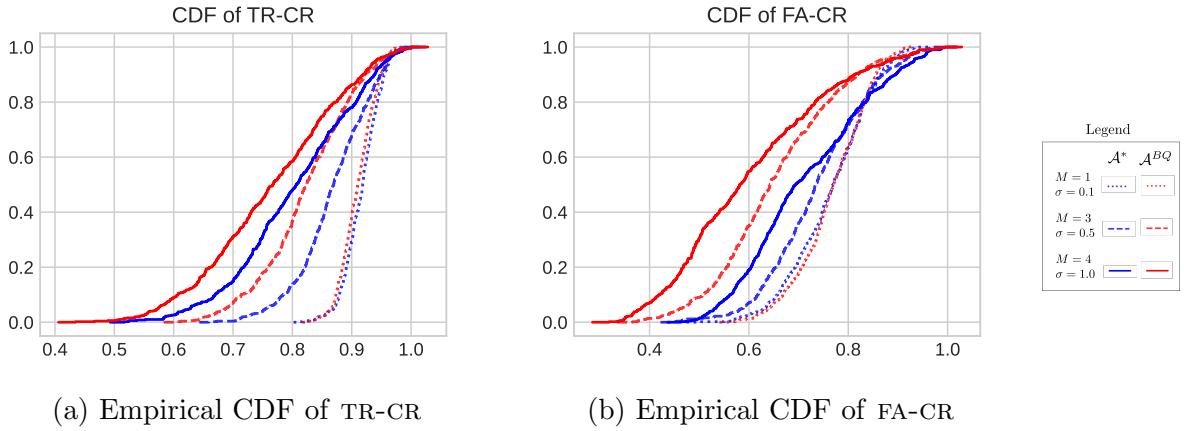 CDF of TR-CR
1.0
0.8
0.6
0.4
0.2
0.0
0.4 0.5 0.6 0.7 0.8 0.9 1.0
(a) Empirical CDF of TR-CR
CDF of FA-CR
1.0
0.8
0.6
0.4
0.2
0.0
0.4 0.6 0.8 1.0
(b) Empirical CDF of FA-CR
Legend
𝒜* 𝒜^{BQ}
M = 1
σ = 0.1
M = 3
σ = 0.5
M = 4
σ = 1.0